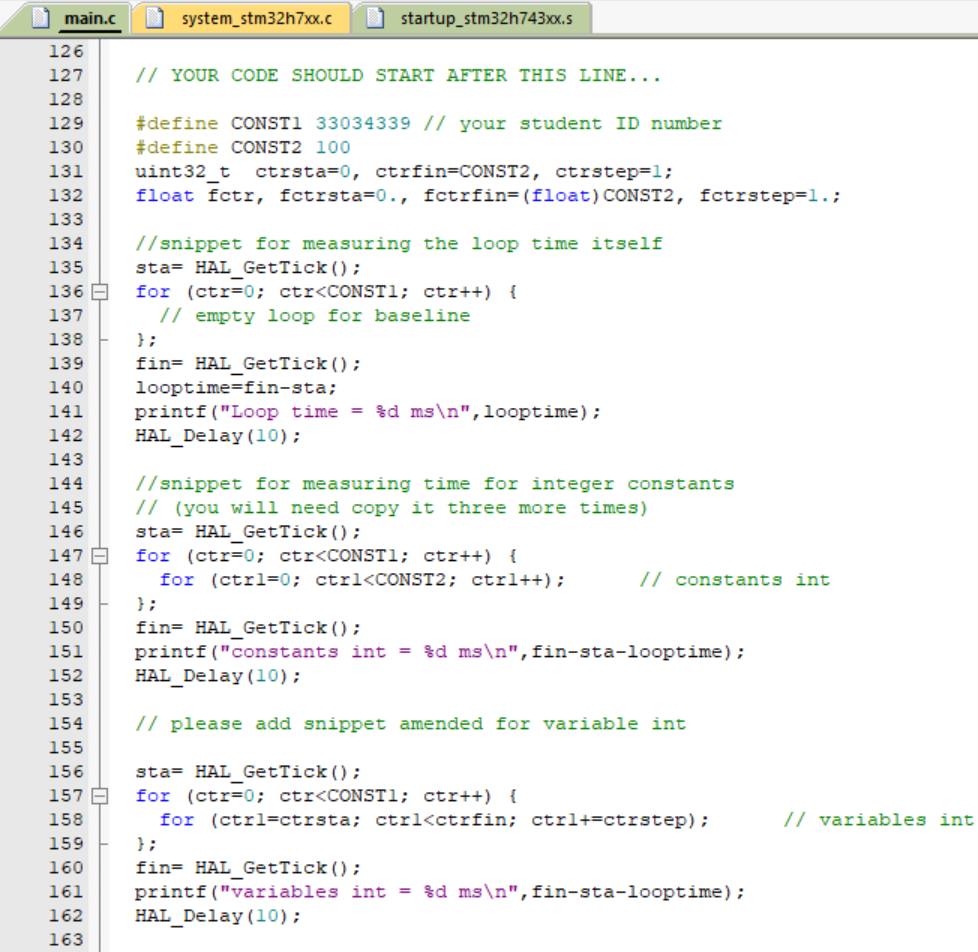 main.c system_stm32h7xx.c startup_stm32h743xx.s
126
127 // YOUR CODE SHOULD START AFTER THIS LINE...
128
129 #define CONST1 33034339 // your student ID number
130 #define CONST2 100
131 uint32_t  ctrsta=0, ctrfin=CONST2, ctrstep=1;
132 float fctr, fctrsta=0., fctrfin=(float)CONST2, fctrstep=1.;
133
134 //snippet for measuring the loop time itself
135 sta= HAL_GetTick();
136 for (ctr=0; ctr<CONST1; ctr++) {
137 // empty loop for baseline
138 };
139 fin= HAL_GetTick();
140 looptime=fin-sta;
141 printf("Loop time = %d ms\n",looptime);
142 HAL_Delay(10);
143
144 //snippet for measuring time for integer constants
145 // (you will need copy it three more times)
146 sta= HAL_GetTick();
147 for (ctr=0; ctr<CONST1; ctr++) {
148 for (ctr1=0; ctr1<CONST2; ctr1++); // constants int
149 };
150 fin= HAL_GetTick();
151 printf("constants int = %d ms\n",fin-sta-looptime);
152 HAL_Delay(10);
153
154 // please add snippet amended for variable int
155
156 sta= HAL_GetTick();
157 for (ctr=0; ctr<CONST1; ctr++) {
158 for (ctr1=ctrsta; ctr1<ctrfin; ctr1+=ctrstep); // variables int
159 };
160 fin= HAL_GetTick();
161 printf("variables int = %d ms\n",fin-sta-looptime);
162 HAL_Delay(10);
163